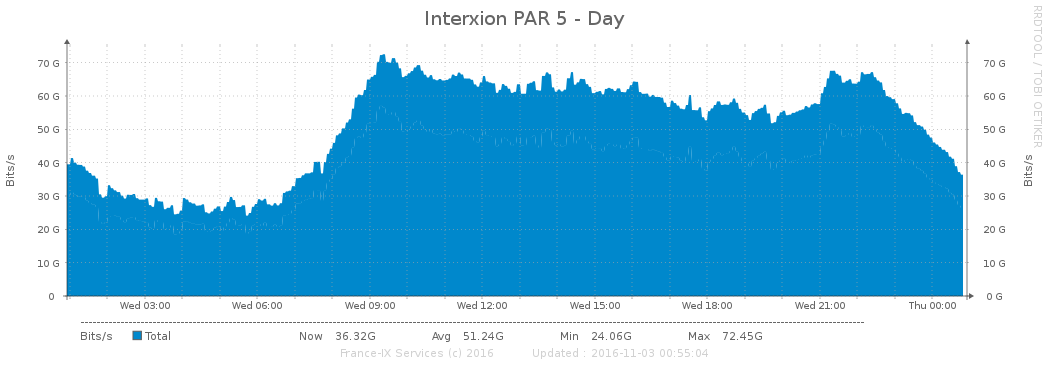 Interxion PAR 5 - Day
RRDTOOL / TOBI OETIKER
Bits/s
70 G
60 G
50 G
40 G
30 G
20 G
10 G
0
70 G
60 G
50 G
40 G
30 G
20 G
10 G
0 G
Bits/s
Wed 03:00 Wed 06:00 Wed 09:00 Wed 12:00 Wed 15:00 Wed 18:00 Wed 21:00 Thu 00:00
Bits/s Total Now 36.32G Avg 51.24G Min 24.06G Max 72.45G
France-IX Services (c) 2016 Updated : 2016-11-03 00:55:04